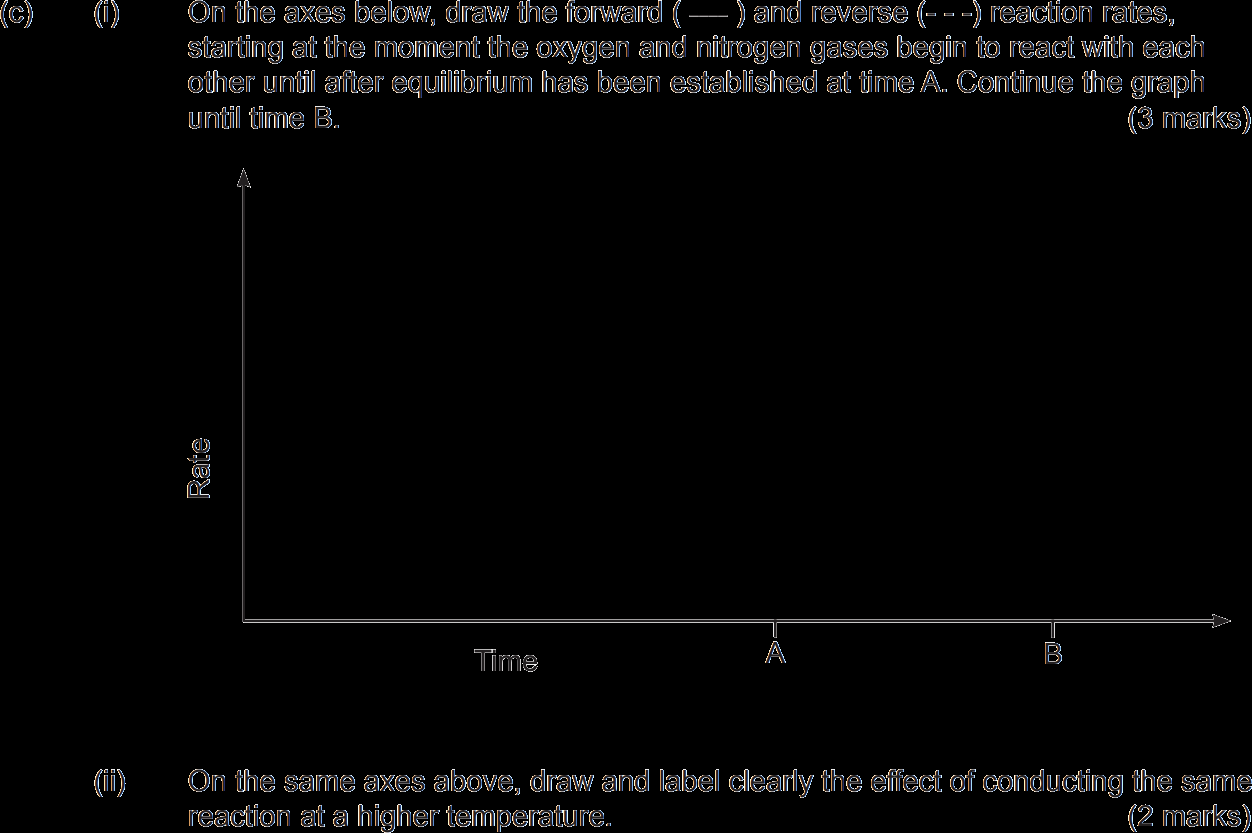 (c) (i) On the axes below, draw the forward ( —— ) and reverse (- - -) reaction rates,
starting at the moment the oxygen and nitrogen gases begin to react with each
other until after equilibrium has been established at time A. Continue the graph
until time B. (3 marks)
Rate
A B
Time
(ii) On the same axes above, draw and label clearly the effect of conducting the same
reaction at a higher temperature. (2 marks)